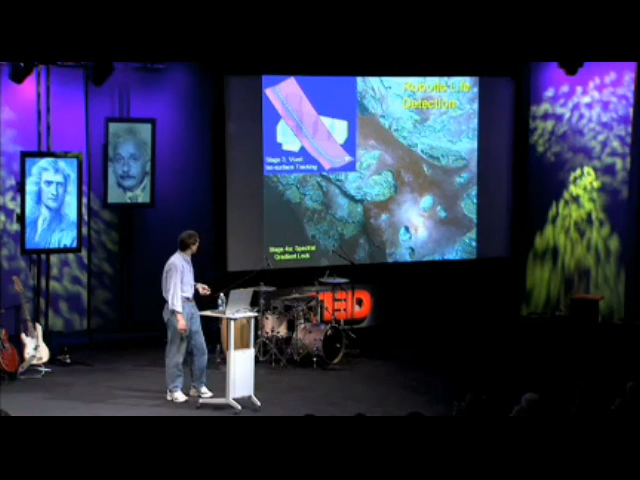 Robotic Life
Detection
Stage 3: Voxel
Iso-surface Tracking
Stage 4a: Spectral
Gradient Lock
TED